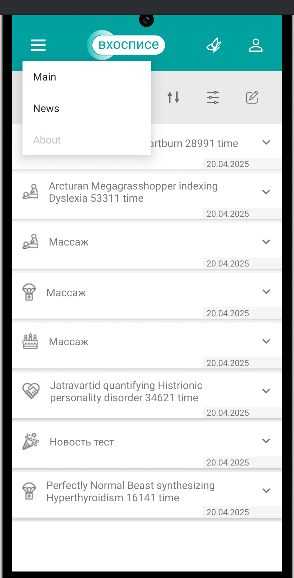 вхосписе
Main
News
About
artburn 28991 time
20.04.2025
Arcturan Megagrasshopper indexing
Dyslexia 53311 time
20.04.2025
Массаж
20.04.2025
Массаж
20.04.2025
Массаж
20.04.2025
Jatravartid quantifying Histrionic
personality disorder 34621 time
20.04.2025
Новость тест
20.04.2025
Perfectly Normal Beast synthesizing
Hyperthyroidism 16141 time
20.04.2025